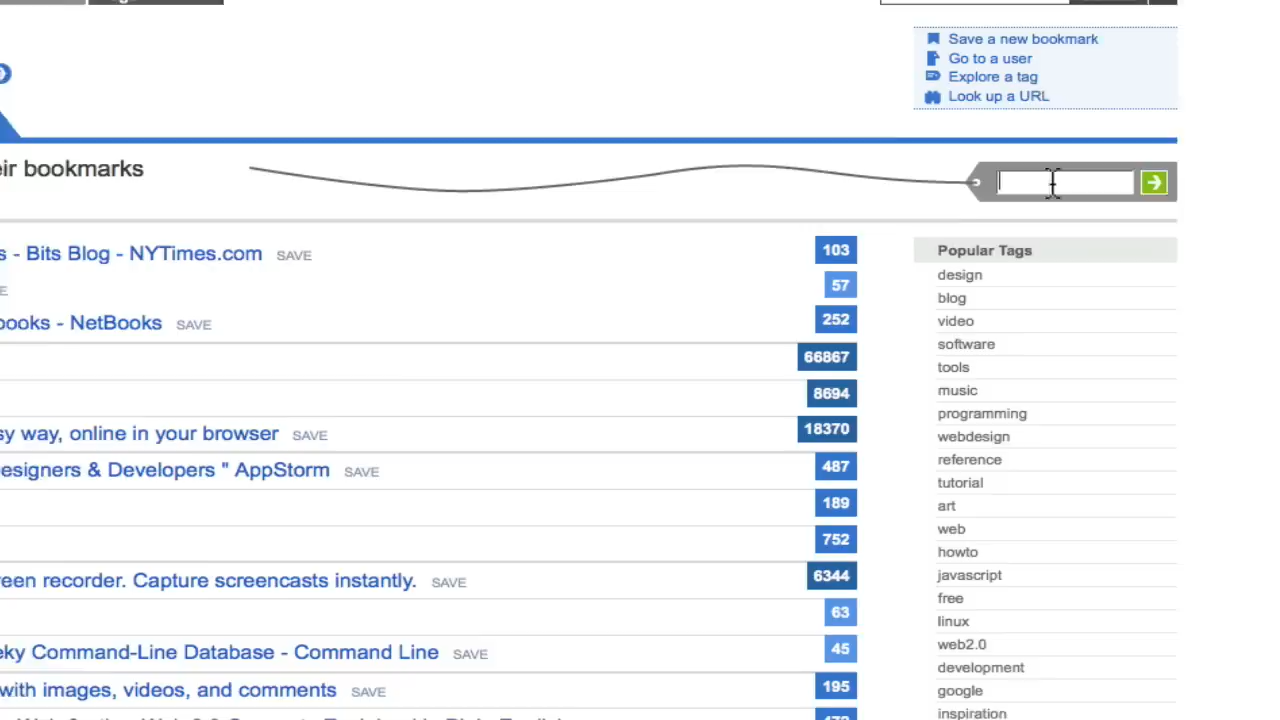 Save a new bookmark
Go to a user
Explore a tag
Look up a URL
eir bookmarks
s - Bits Blog - NYTimes.com SAVE 103
57
ooks - NetBooks SAVE 252
66867
8694
sy way, online in your browser SAVE 18370
esigners & Developers " AppStorm SAVE 487
189
752
reen recorder. Capture screencasts instantly. SAVE 6344
63
eky Command-Line Database - Command Line SAVE 45
with images, videos, and comments SAVE 195
Popular Tags
design
blog
video
software
tools
music
programming
webdesign
reference
tutorial
art
web
howto
javascript
free
linux
web2.0
development
google
inspiration